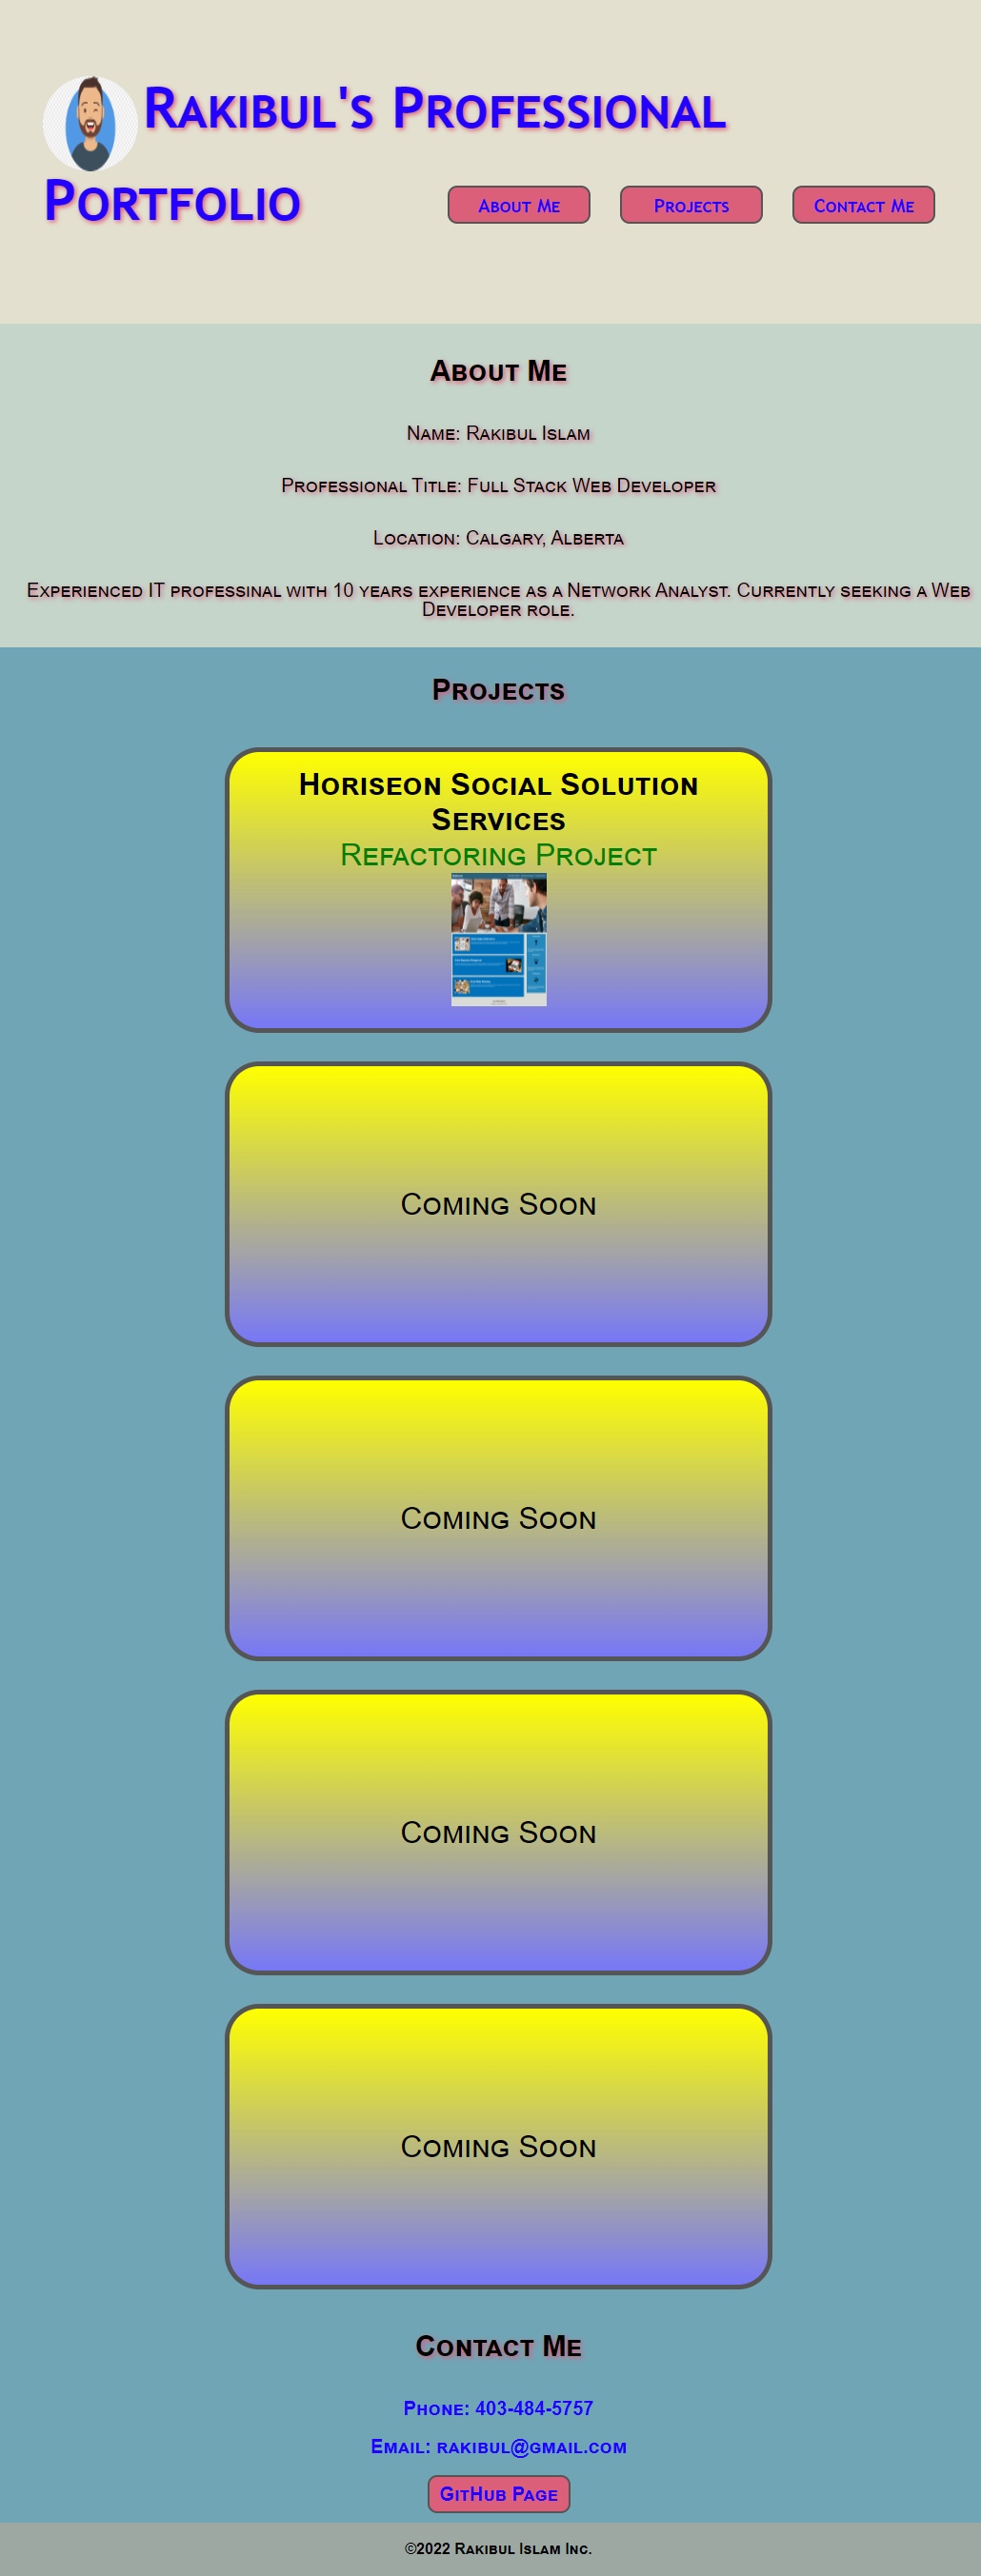 Rakibul's Professional
Portfolio
About Me
Projects
Contact Me
About Me
Name: Rakibul Islam
Professional Title: Full Stack Web Developer
Location: Calgary, Alberta
Experienced IT professinal with 10 years experience as a Network Analyst. Currently seeking a Web
Developer role.
Projects
Horiseon Social Solution
Services
Refactoring Project
Coming Soon
Coming Soon
Coming Soon
Coming Soon
Contact Me
Phone: 403-484-5757
Email: rakibul@gmail.com
GitHub Page
©2022 Rakibul Islam Inc.